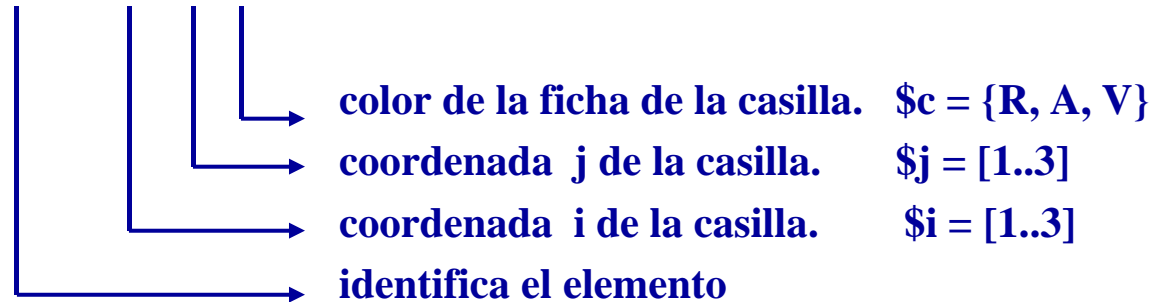 color de la ficha de la casilla. $c = {R, A, V}
coordenada j de la casilla. $j = [1..3]
coordenada i de la casilla. $i = [1..3]
identifica el elemento